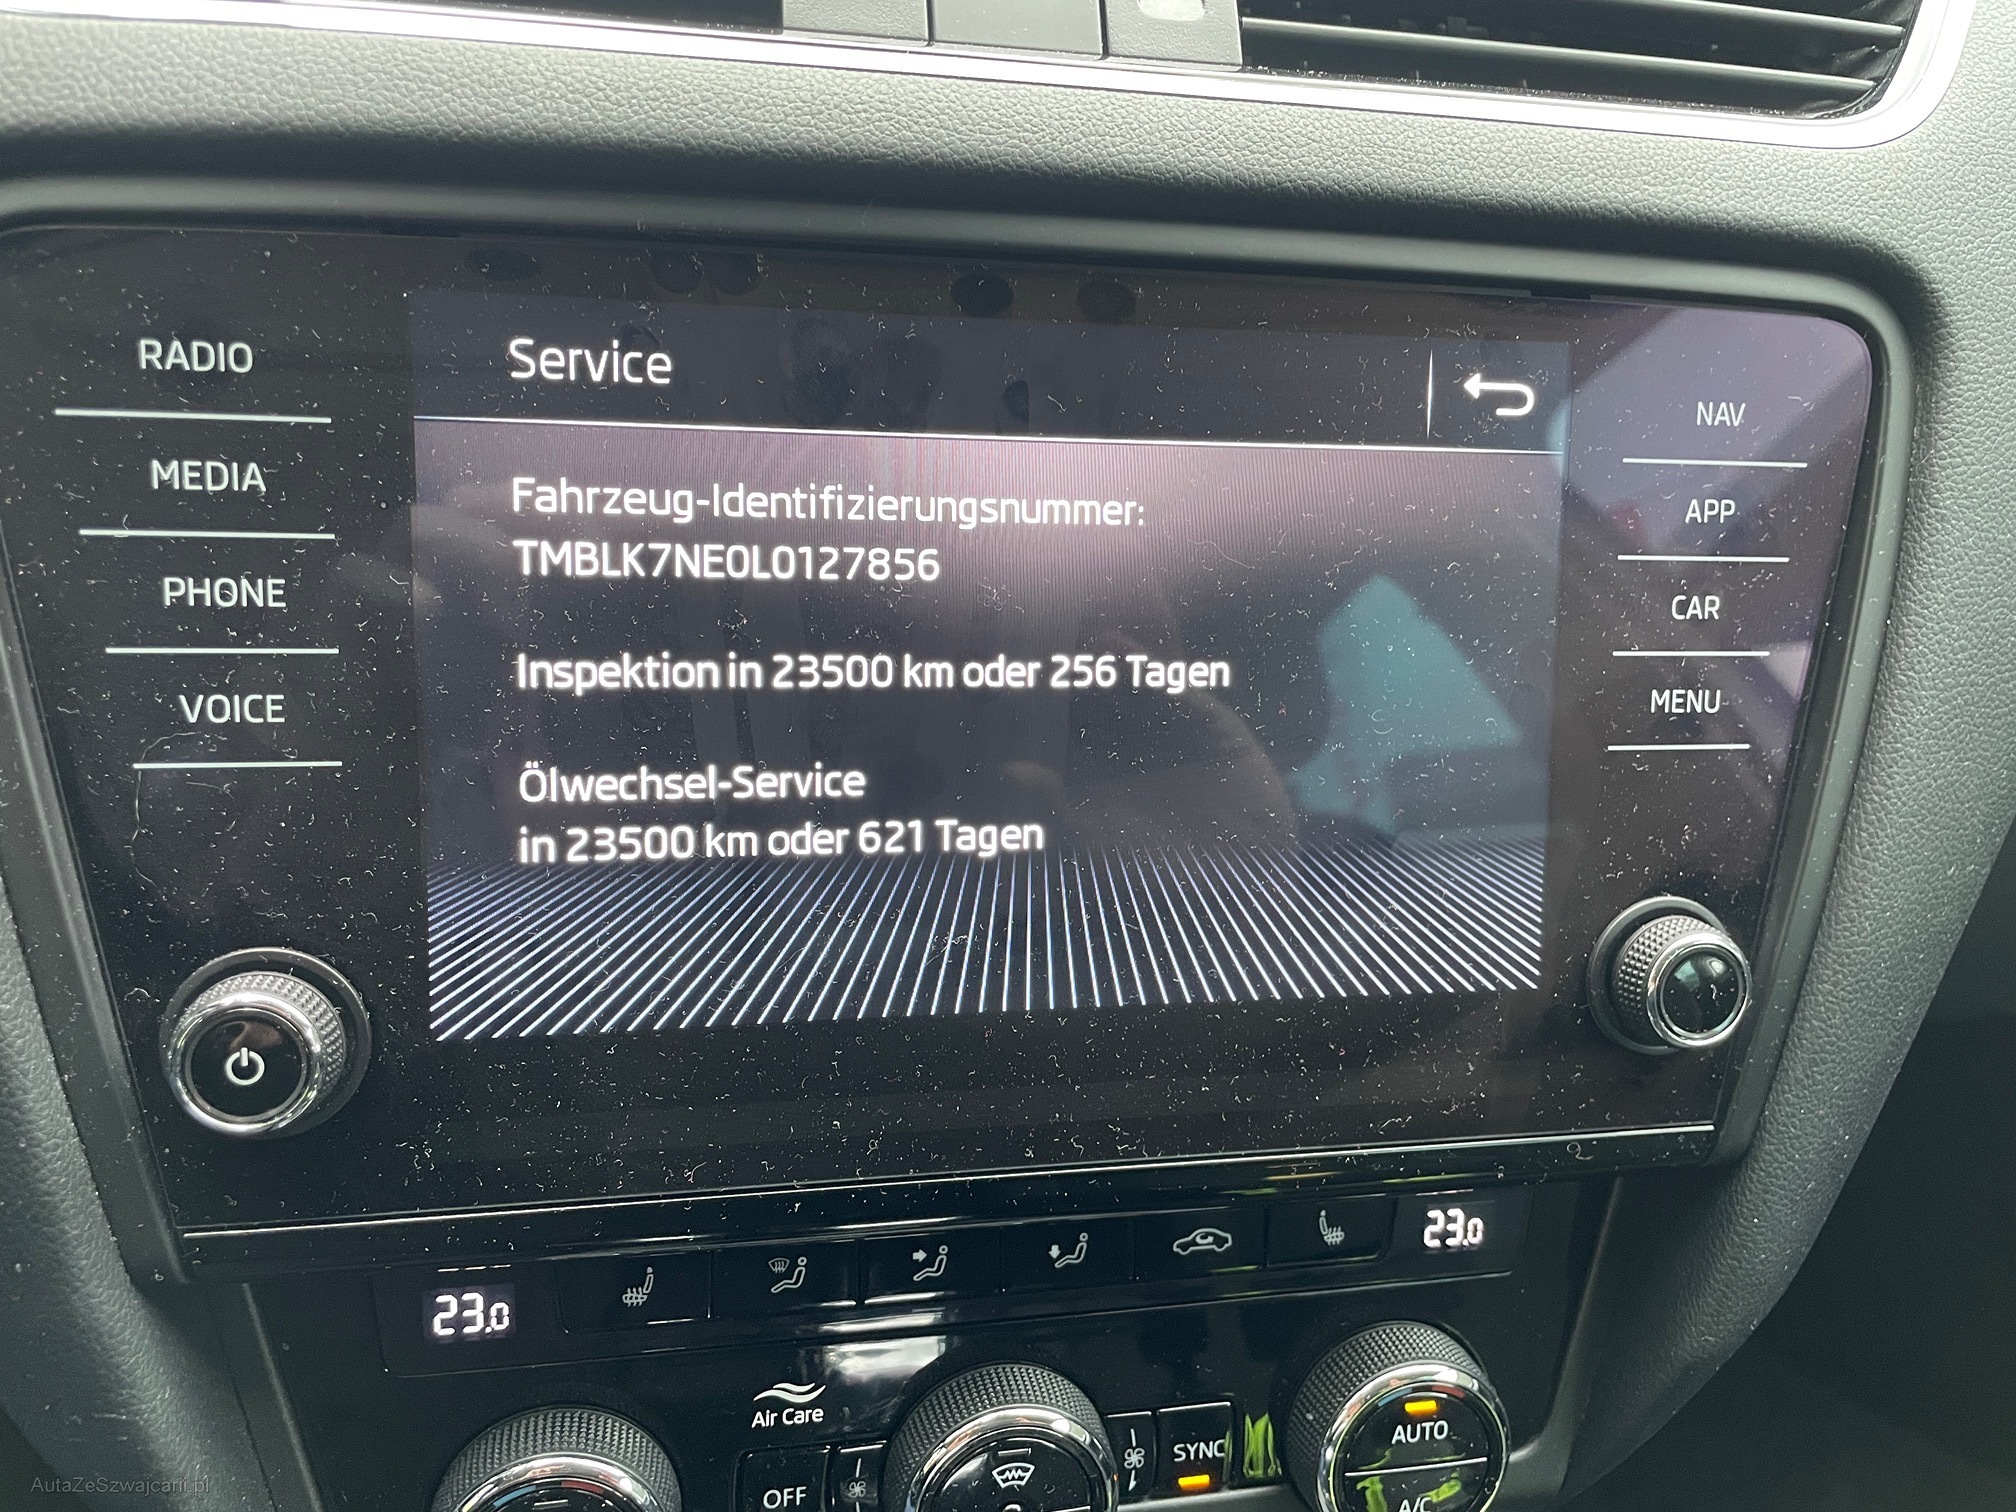 Service
RADIO
MEDIA
PHONE
VOICE
NAV
APP
CAR
MENU
Fahrzeug-Identifizierungsnummer:
TMBLK7NE0L0127856
Inspektion in 23500 km oder 256 Tagen
Ölwechsel-Service
in 23500 km oder 621 Tagen
23.0
23.0
Air Care
OFF
SYNC
AUTO
A/C
AutaZeSzwajcarii.pl